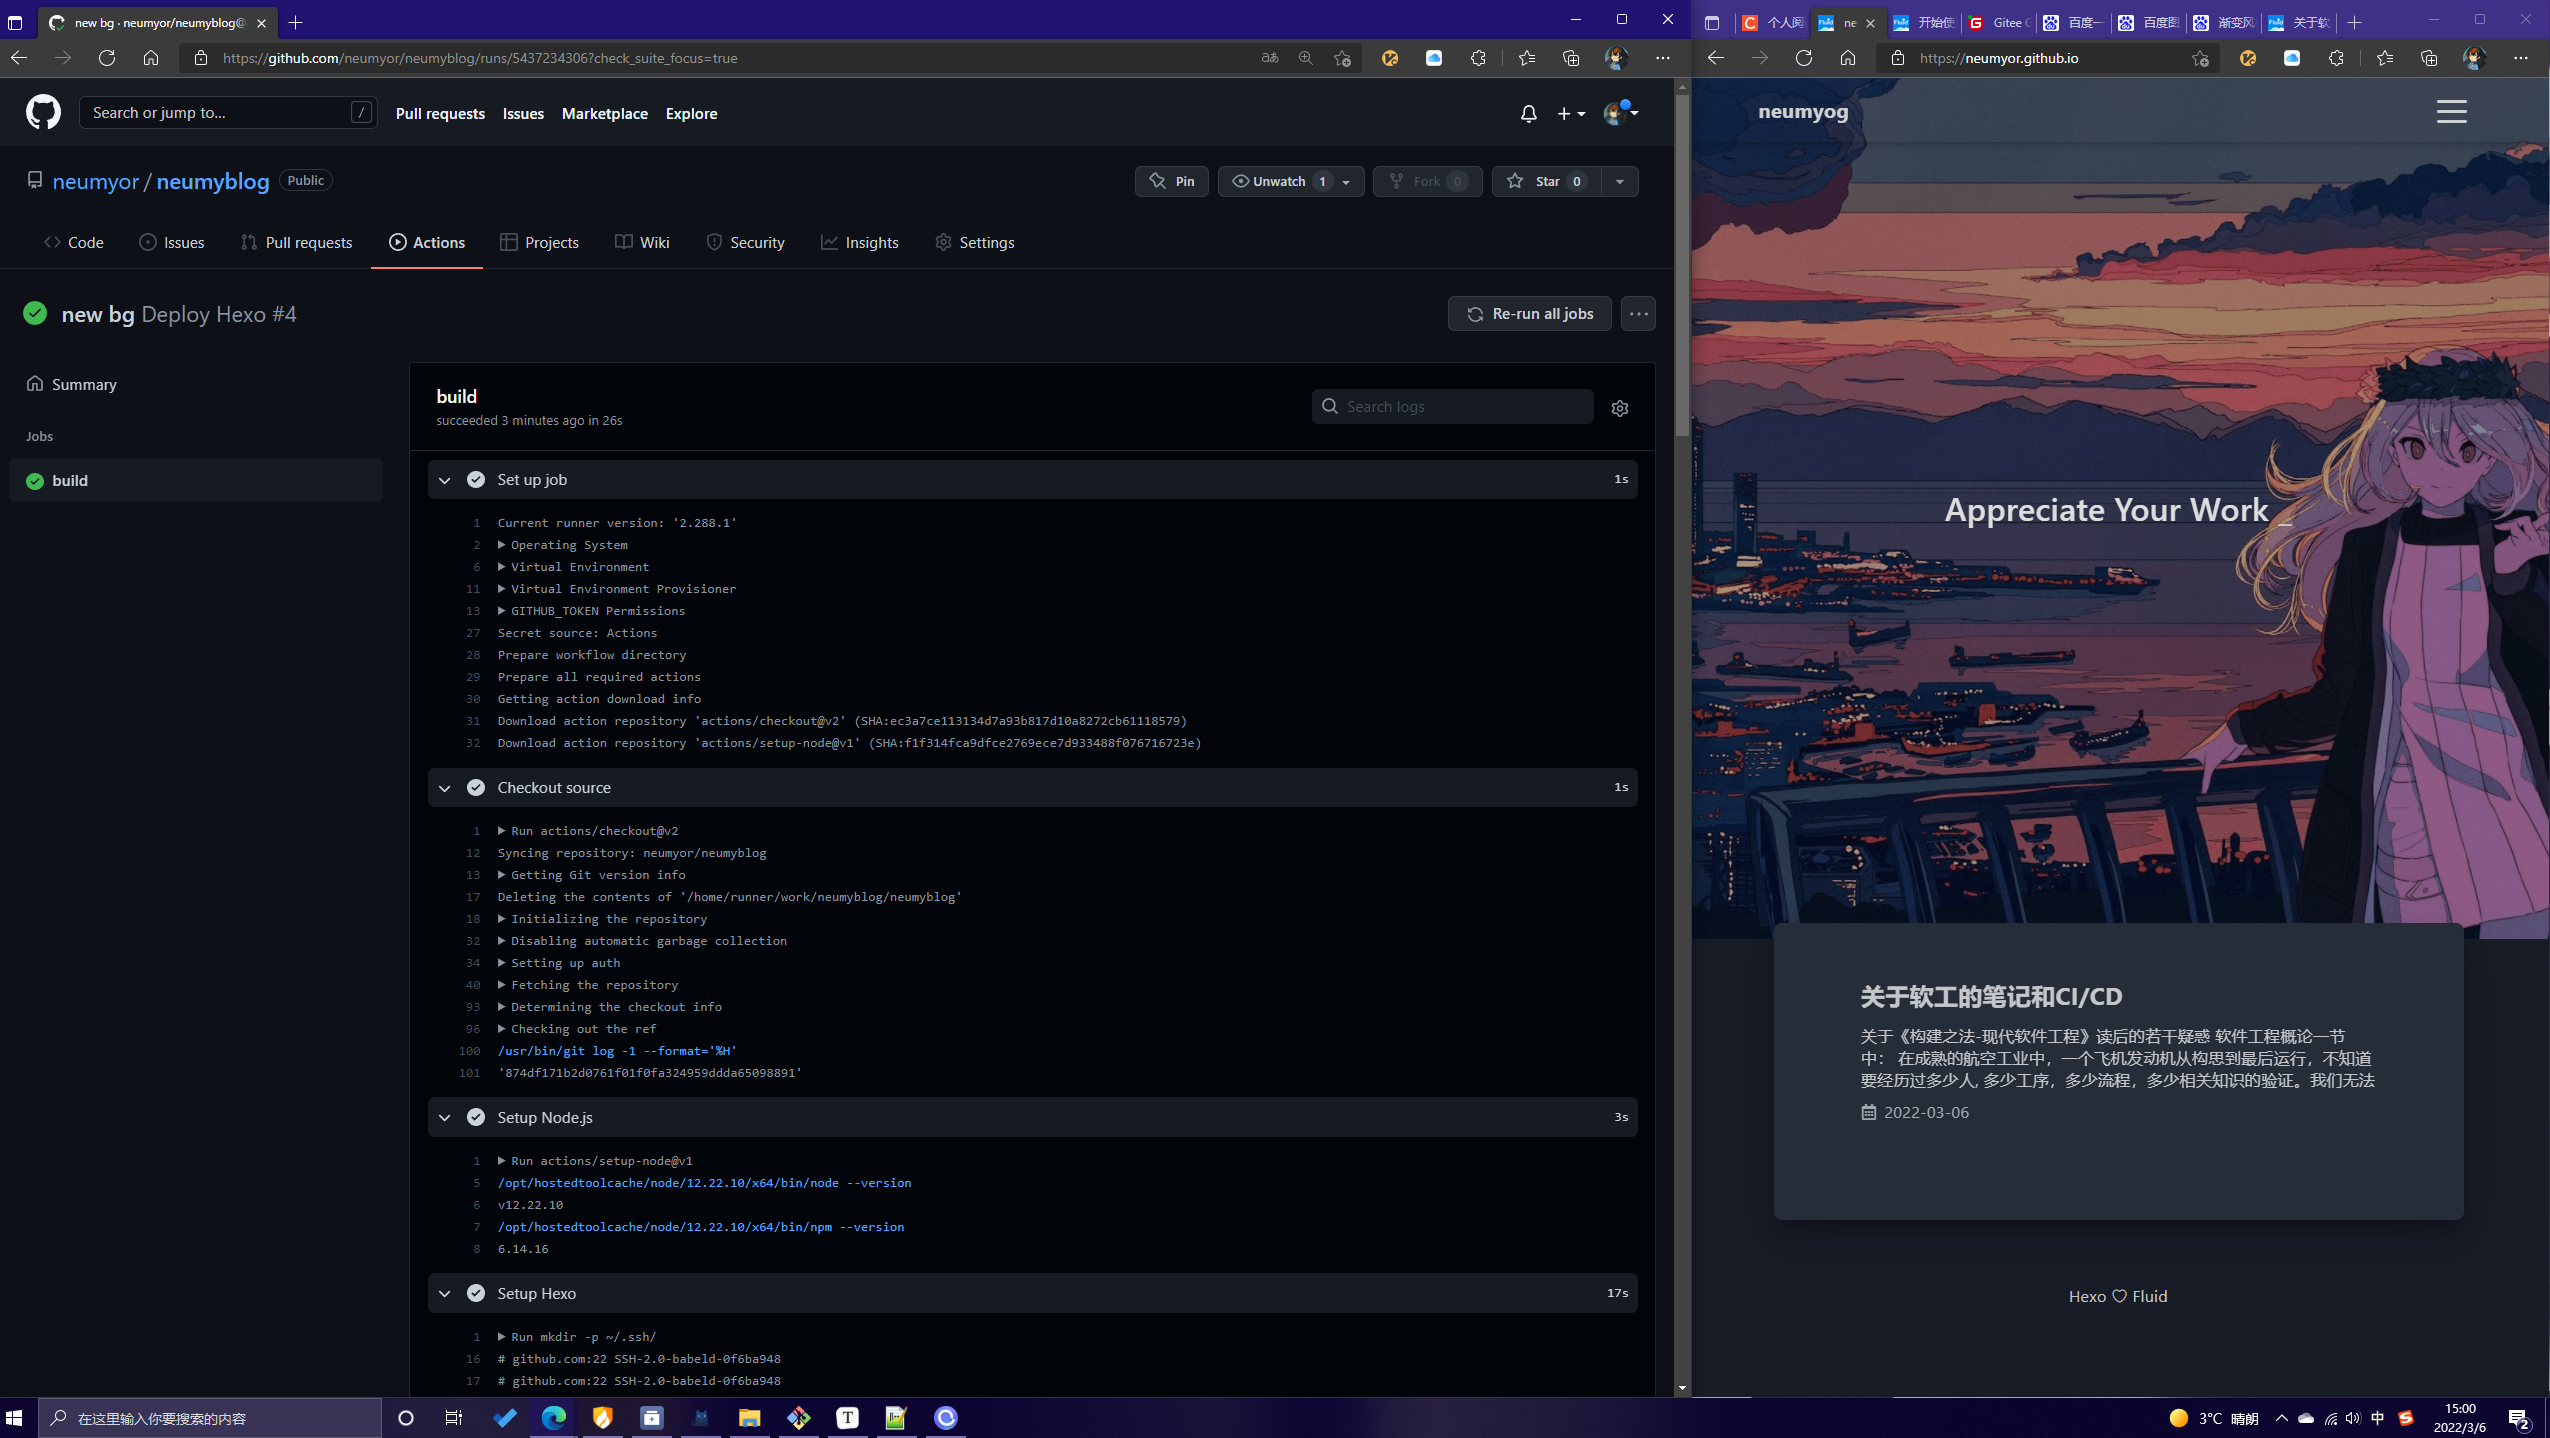 new bg · neumyor/neumyblog@
https://github.com/neumyor/neumyblog/runs/5437234306?check_suite_focus=true
Search or jump to...
/
Pull requests
Issues
Marketplace
Explore
neumyor / neumyblog
Public
Pin
Unwatch 1
Fork 0
Star 0
Code
Issues
Pull requests
Actions
Projects
Wiki
Security
Insights
Settings
new bg Deploy Hexo #4
Re-run all jobs
Summary
Jobs
build
build
succeeded 3 minutes ago in 26s
Search logs
Set up job 1s
1 Current runner version: '2.288.1'
2 Operating System
6 Virtual Environment
11 Virtual Environment Provisioner
13 GITHUB_TOKEN Permissions
27 Secret source: Actions
28 Prepare workflow directory
29 Prepare all required actions
30 Getting action download info
31 Download action repository 'actions/checkout@v2' (SHA:ec3a7ce113134d7a93b817d10a8272cb61118579)
32 Download action repository 'actions/setup-node@v1' (SHA:f1f314fca9dfce2769ece7d933488f076716723e)
Checkout source 1s
1 Run actions/checkout@v2
12 Syncing repository: neumyor/neumyblog
13 Getting Git version info
17 Deleting the contents of '/home/runner/work/neumyblog/neumyblog'
18 Initializing the repository
32 Disabling automatic garbage collection
34 Setting up auth
40 Fetching the repository
93 Determining the checkout info
96 Checking out the ref
100 /usr/bin/git log -1 --format='%H'
101 '874df171b2d0761f01f0fa324959ddda65098891'
Setup Node.js 3s
1 Run actions/setup-node@v1
5 /opt/hostedtoolcache/node/12.22.10/x64/bin/node --version
6 v12.22.10
7 /opt/hostedtoolcache/node/12.22.10/x64/bin/npm --version
8 6.14.16
Setup Hexo 17s
1 Run mkdir -p ~/.ssh/
16 # github.com:22 SSH-2.0-babeld-0f6ba948
17 # github.com:22 SSH-2.0-babeld-0f6ba948
个人阅
ne
开始使
Gitee
百度一
百度图
渐变风
关于软
https://neumyor.github.io
neumyog
Appreciate Your Work _
关于软工的笔记和CI/CD
关于《构建之法-现代软件工程》读后的若干疑惑 软件工程概论一节
中： 在成熟的航空工业中，一个飞机发动机从构思到最后运行，不知道
要经历过多少人, 多少工序，多少流程，多少相关知识的验证。我们无法
2022-03-06
Hexo ♡ Fluid
在这里输入你要搜索的内容
3°C 晴朗
中
15:00
2022/3/6
2